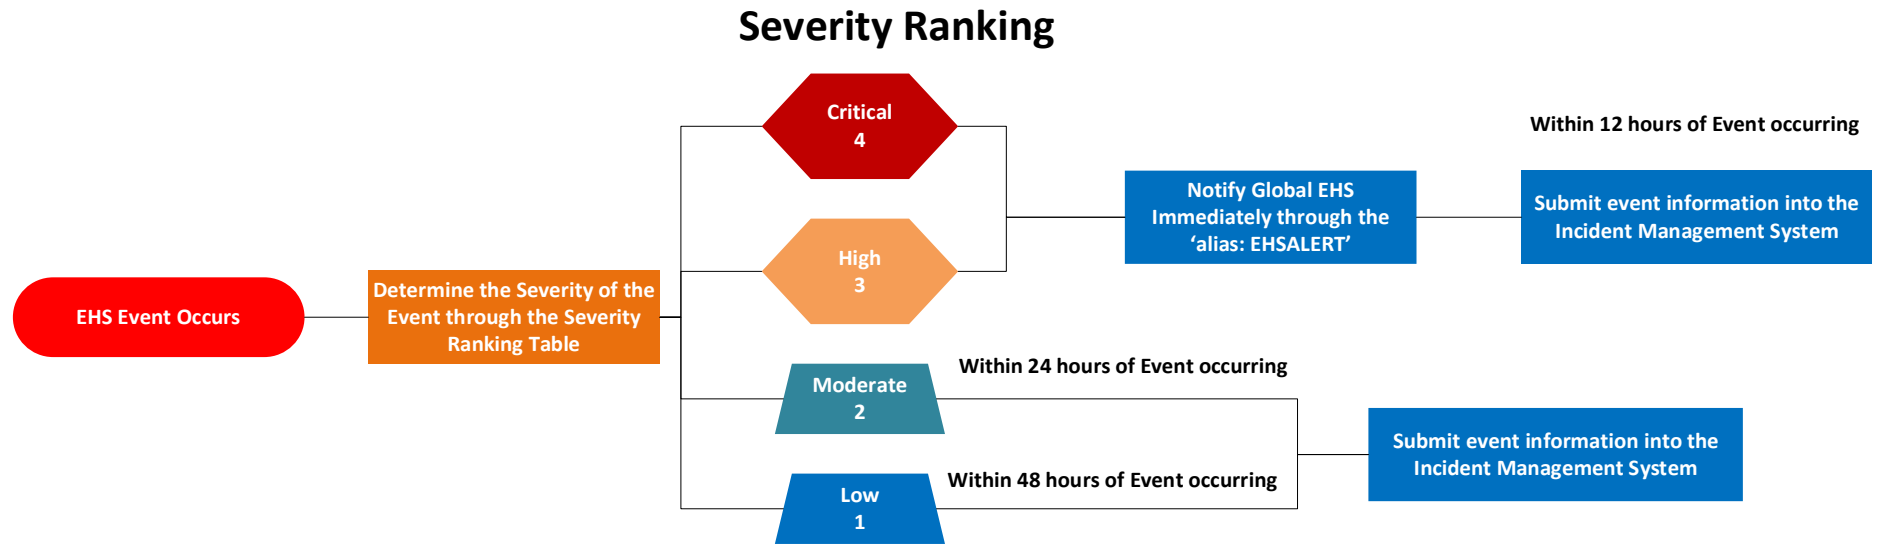 Severity Ranking
Critical
4
Within 12 hours of Event occurring
Notify Global EHS
Immediately through the
‘alias: EHSALERT’
Submit event information into the
Incident Management System
High
3
EHS Event Occurs
Determine the Severity of the
Event through the Severity
Ranking Table
Moderate
2
Within 24 hours of Event occurring
Low
1
Within 48 hours of Event occurring
Submit event information into the
Incident Management System